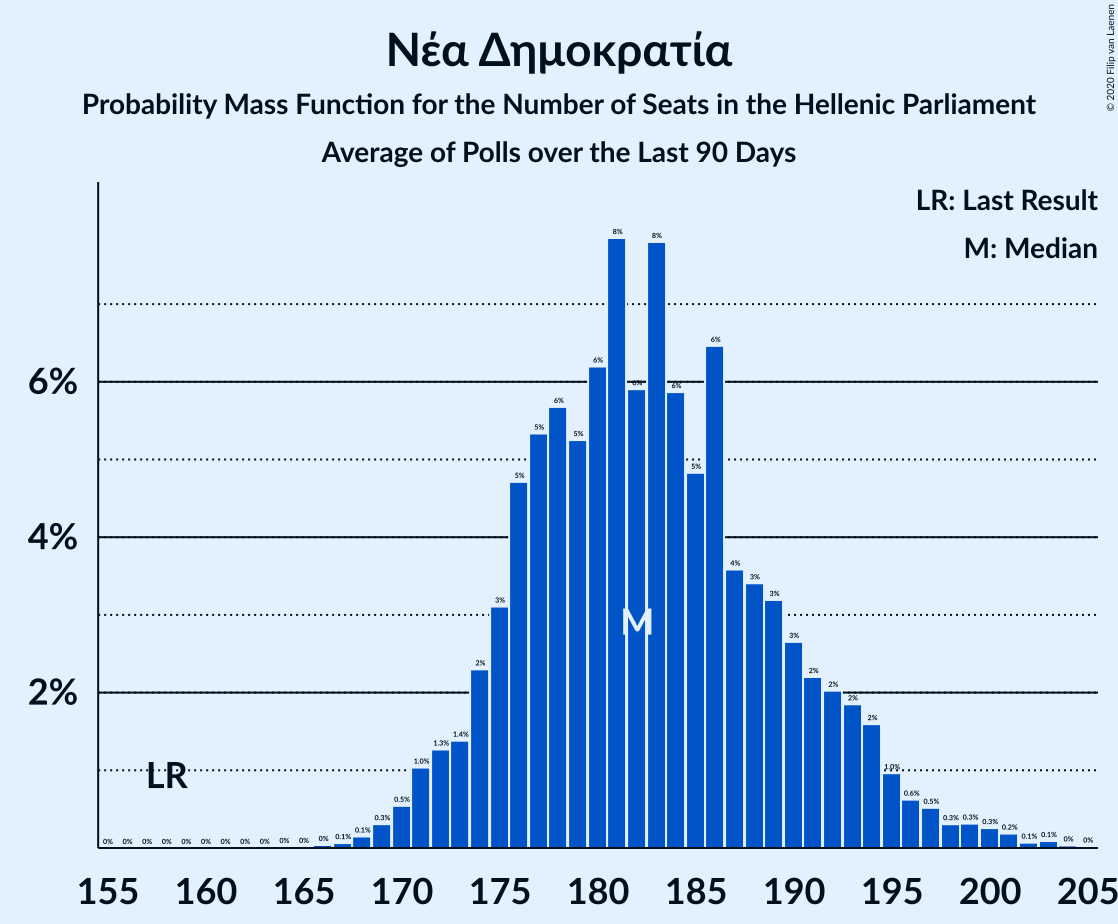 Νέα Δημοκρατία
Probability Mass Function for the Number of Seats in the Hellenic Parliament
Average of Polls over the Last 90 Days
© 2020 Filip van Laenen
LR: Last Result
M: Median
6%
4%
2%
0% 0% 0% 0% 0% 0% 0% 0% 0% 0% 0% 0% 0.1% 0.1% 0.3% 0.5% 1.0% 1.3% 1.4% 2% 3% 5% 5% 6% 5% 6% 8% 6% 8% 6% 5% 6% 4% 3% 3% 3% 2% 2% 2% 2% 1.0% 0.6% 0.5% 0.3% 0.3% 0.3% 0.2% 0.1% 0.1% 0% 0%
M
LR
155 160 165 170 175 180 185 190 195 200 205